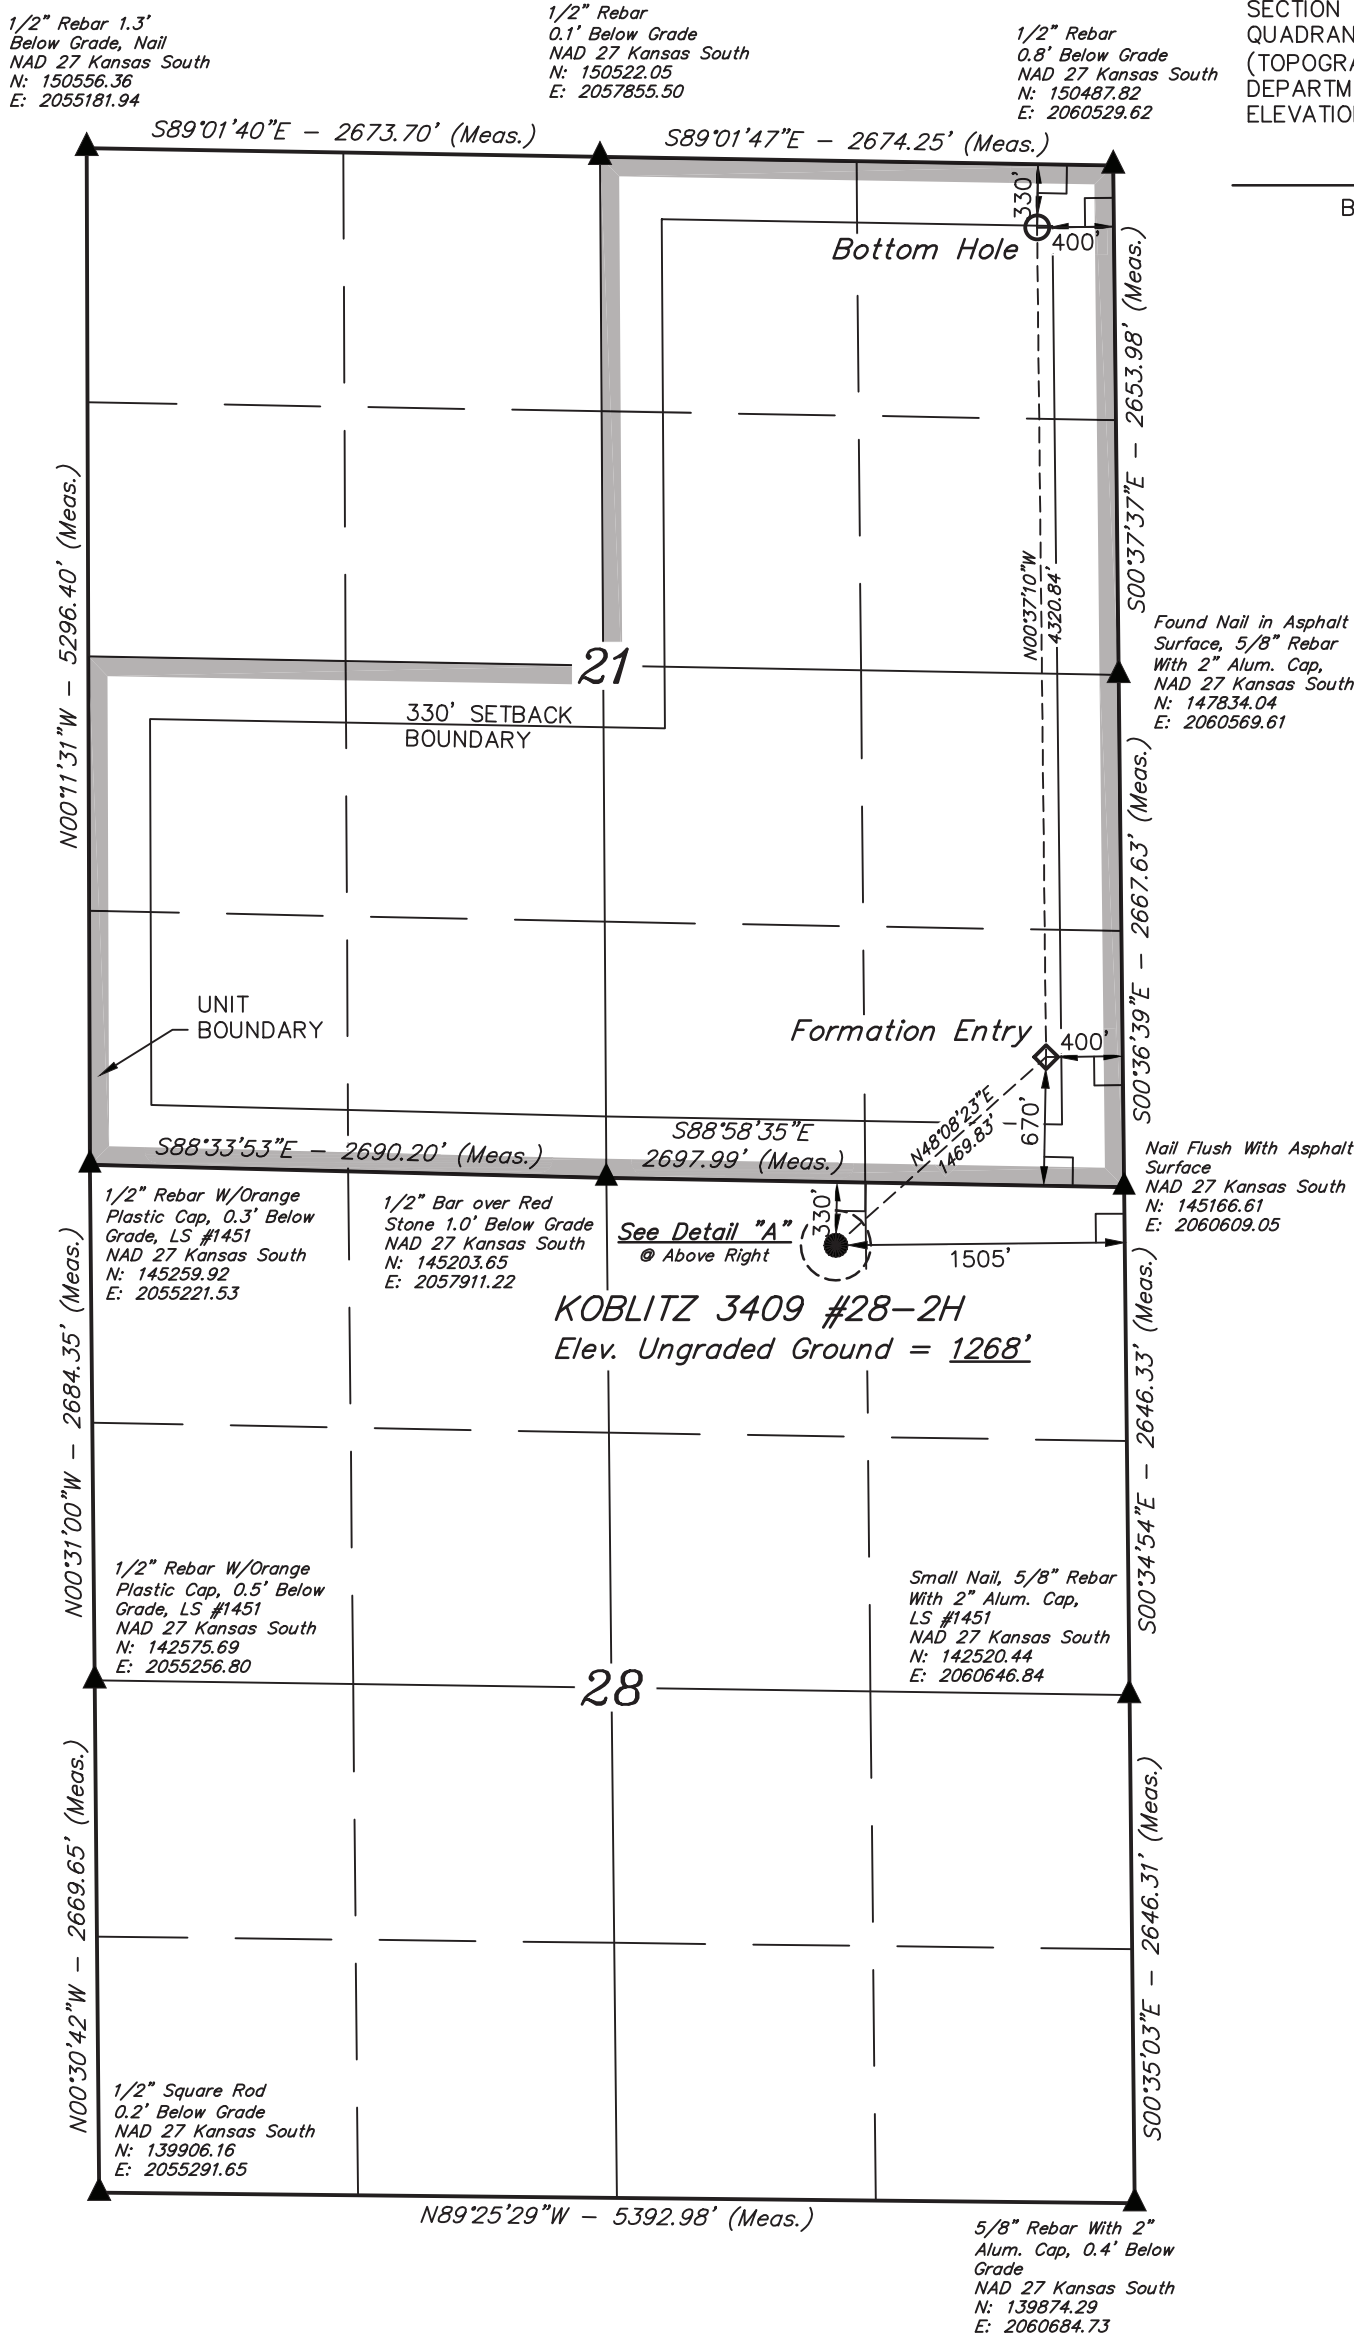 1/2" Rebar 1.3'
Below Grade, Nail
NAD 27 Kansas South
N: 150556.36
E: 2055181.94
1/2" Rebar
0.1' Below Grade
NAD 27 Kansas South
N: 150522.05
E: 2057855.50
1/2" Rebar
0.8' Below Grade
NAD 27 Kansas South
N: 150487.82
E: 2060529.62
SECTION
QUADRAN
(TOPOGRA
DEPARTM
ELEVATIO
B
S89°01'40"E - 2673.70' (Meas.)
S89°01'47"E - 2674.25' (Meas.)
330'
400'
Bottom Hole
S00°37'37"E - 2653.98' (Meas.)
N00°11'31"W - 5296.40' (Meas.)
N00°37'10"W
4320.84'
Found Nail in Asphalt
Surface, 5/8" Rebar
With 2" Alum. Cap,
NAD 27 Kansas South
N: 147834.04
E: 2060569.61
21
330' SETBACK
BOUNDARY
S00°36'39"E - 2667.63' (Meas.)
UNIT
BOUNDARY
Formation Entry
400'
670'
N48°08'23"E
1469.83'
S88°33'53"E - 2690.20' (Meas.)
S88°58'35"E
2697.99' (Meas.)
Nail Flush With Asphalt
Surface
NAD 27 Kansas South
N: 145166.61
E: 2060609.05
1/2" Rebar W/Orange
Plastic Cap, 0.3' Below
Grade, LS #1451
NAD 27 Kansas South
N: 145259.92
E: 2055221.53
1/2" Bar over Red
Stone 1.0' Below Grade
NAD 27 Kansas South
N: 145203.65
E: 2057911.22
See Detail "A"
@ Above Right
330'
1505'
KOBLITZ 3409 #28-2H
Elev. Ungraded Ground = 1268'
N00°31'00"W - 2684.35' (Meas.)
S00°34'54"E - 2646.33' (Meas.)
1/2" Rebar W/Orange
Plastic Cap, 0.5' Below
Grade, LS #1451
NAD 27 Kansas South
N: 142575.69
E: 2055256.80
Small Nail, 5/8" Rebar
With 2" Alum. Cap,
LS #1451
NAD 27 Kansas South
N: 142520.44
E: 2060646.84
28
N00°30'42"W - 2669.65' (Meas.)
S00°35'03"E - 2646.31' (Meas.)
1/2" Square Rod
0.2' Below Grade
NAD 27 Kansas South
N: 139906.16
E: 2055291.65
N89°25'29"W - 5392.98' (Meas.)
5/8" Rebar With 2"
Alum. Cap, 0.4' Below
Grade
NAD 27 Kansas South
N: 139874.29
E: 2060684.73